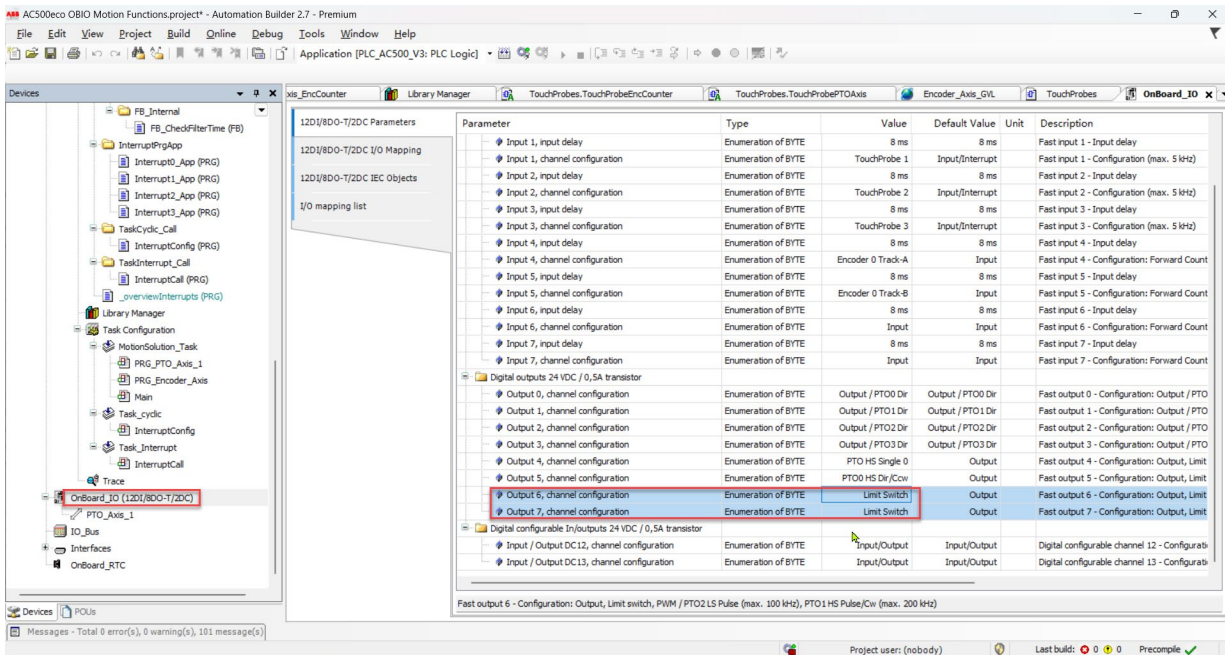 ABB AC500eco OBIO Motion Functions.project* - Automation Builder 2.7 - Premium
File Edit View Project Build Online Debug Tools Window Help
Application [PLC_AC500_V3: PLC Logic]
Devices
FB_Internal
FB_CheckFilterTime (FB)
InterruptPrgApp
Interrupt0_App (PRG)
Interrupt1_App (PRG)
Interrupt2_App (PRG)
Interrupt3_App (PRG)
TaskCyclic_Call
InterruptConfig (PRG)
TaskInterrupt_Call
InterruptCall (PRG)
_overviewInterrupts (PRG)
Library Manager
Task Configuration
MotionSolution_Task
PRG_PTO_Axis_1
PRG_Encoder_Axis
Main
Task_cyclic
InterruptConfig
Task_Interrupt
InterruptCall
Trace
OnBoard_IO (12DI/8DO-T/2DC)
PTO_Axis_1
IO_Bus
Interfaces
OnBoard_RTC
Devices POUs
xis_EncCounter Library Manager TouchProbes.TouchProbeEncCounter TouchProbes.TouchProbePTOAxis Encoder_Axis_GVL TouchProbes OnBoard_IO
12DI/8DO-T/2DC Parameters
12DI/8DO-T/2DC I/O Mapping
12DI/8DO-T/2DC IEC Objects
I/O mapping list
Parameter Type Value Default Value Unit Description
Input 1, input delay Enumeration of BYTE 8 ms 8 ms Fast input 1 - Input delay
Input 1, channel configuration Enumeration of BYTE TouchProbe 1 Input/Interrupt Fast input 1 - Configuration (max. 5 kHz)
Input 2, input delay Enumeration of BYTE 8 ms 8 ms Fast input 2 - Input delay
Input 2, channel configuration Enumeration of BYTE TouchProbe 2 Input/Interrupt Fast input 2 - Configuration (max. 5 kHz)
Input 3, input delay Enumeration of BYTE 8 ms 8 ms Fast input 3 - Input delay
Input 3, channel configuration Enumeration of BYTE TouchProbe 3 Input/Interrupt Fast input 3 - Configuration (max. 5 kHz)
Input 4, input delay Enumeration of BYTE 8 ms 8 ms Fast input 4 - Input delay
Input 4, channel configuration Enumeration of BYTE Encoder 0 Track-A Input Fast input 4 - Configuration: Forward Count
Input 5, input delay Enumeration of BYTE 8 ms 8 ms Fast input 5 - Input delay
Input 5, channel configuration Enumeration of BYTE Encoder 0 Track-B Input Fast input 5 - Configuration: Forward Count
Input 6, input delay Enumeration of BYTE 8 ms 8 ms Fast input 6 - Input delay
Input 6, channel configuration Enumeration of BYTE Input Input Fast input 6 - Configuration: Forward Count
Input 7, input delay Enumeration of BYTE 8 ms 8 ms Fast input 7 - Input delay
Input 7, channel configuration Enumeration of BYTE Input Input Fast input 7 - Configuration: Forward Count
Digital outputs 24 VDC / 0,5A transistor
Output 0, channel configuration Enumeration of BYTE Output / PTO0 Dir Output / PTO0 Dir Fast output 0 - Configuration: Output / PTO
Output 1, channel configuration Enumeration of BYTE Output / PTO1 Dir Output / PTO1 Dir Fast output 1 - Configuration: Output / PTO
Output 2, channel configuration Enumeration of BYTE Output / PTO2 Dir Output / PTO2 Dir Fast output 2 - Configuration: Output / PTO
Output 3, channel configuration Enumeration of BYTE Output / PTO3 Dir Output / PTO3 Dir Fast output 3 - Configuration: Output / PTO
Output 4, channel configuration Enumeration of BYTE PTO HS Single 0 Output Fast output 4 - Configuration: Output, Limit
Output 5, channel configuration Enumeration of BYTE PTO0 HS Dir/Ccw Output Fast output 5 - Configuration: Output, Limit
Output 6, channel configuration Enumeration of BYTE Limit Switch Output Fast output 6 - Configuration: Output, Limit
Output 7, channel configuration Enumeration of BYTE Limit Switch Output Fast output 7 - Configuration: Output, Limit
Digital configurable In/outputs 24 VDC / 0,5A transistor
Input / Output DC12, channel configuration Enumeration of BYTE Input/Output Input/Output Digital configurable channel 12 - Configurati
Input / Output DC13, channel configuration Enumeration of BYTE Input/Output Input/Output Digital configurable channel 13 - Configurati
Fast output 6 - Configuration: Output, Limit switch, PWM / PTO2 LS Pulse (max. 100 kHz), PTO1 HS Pulse/Cw (max. 200 kHz)
Messages - Total 0 error(s), 0 warning(s), 101 message(s)
Project user: (nobody) Last build: 0 0 Precompile